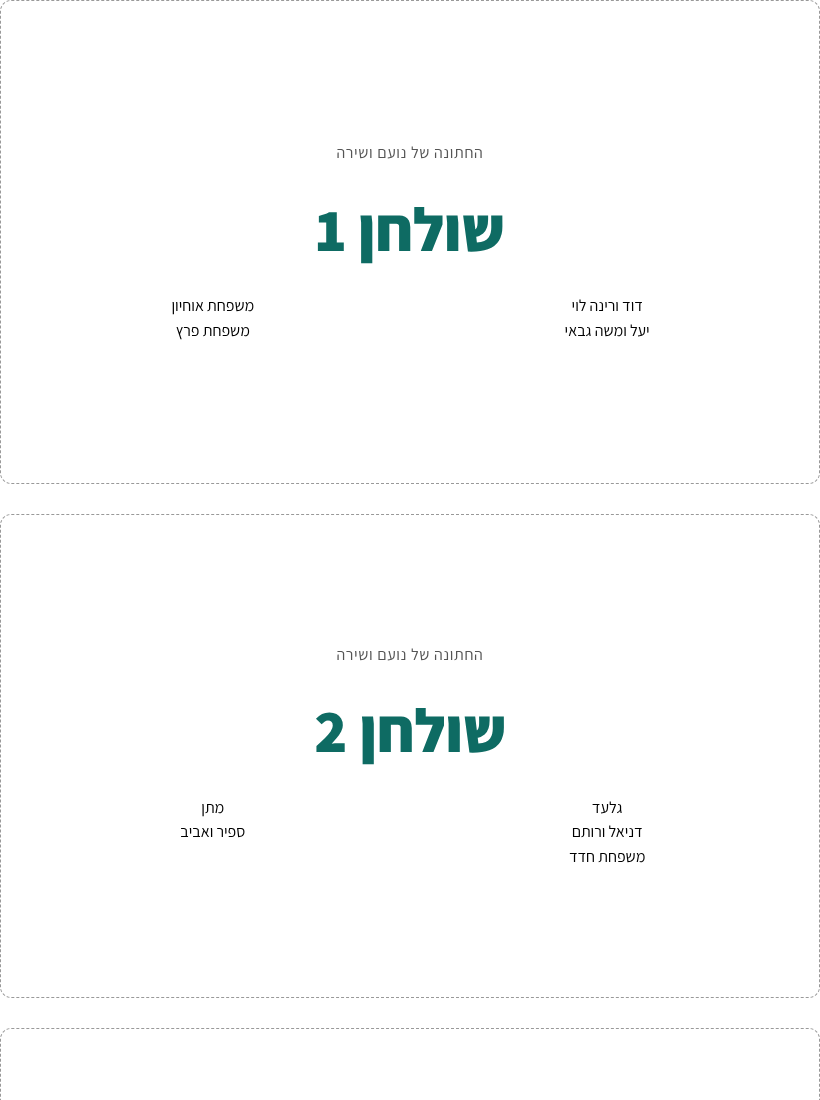 החתונה של נועם ושירה
שולחן 1
דוד ורינה לוי
יעל ומשה גבאי
משפחת אוחיון
משפחת פרץ
החתונה של נועם ושירה
שולחן 2
גלעד
דניאל ורותם
משפחת חדד
מתן
ספיר ואביב